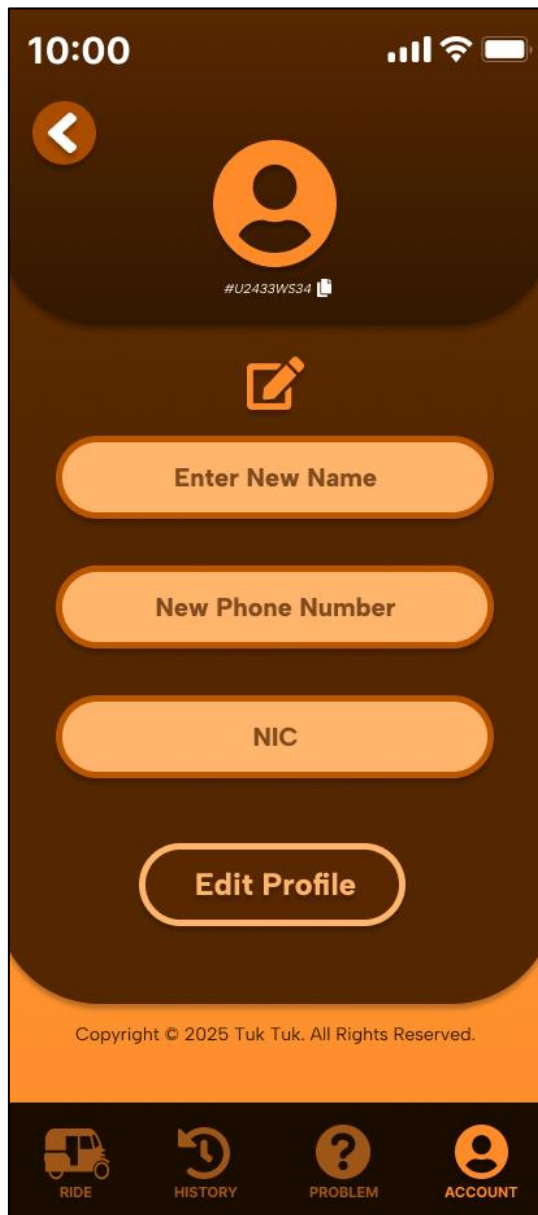 10:00
#U2433WS34
Enter New Name
New Phone Number
NIC
Edit Profile
Copyright © 2025 Tuk Tuk. All Rights Reserved.
RIDE HISTORY PROBLEM ACCOUNT